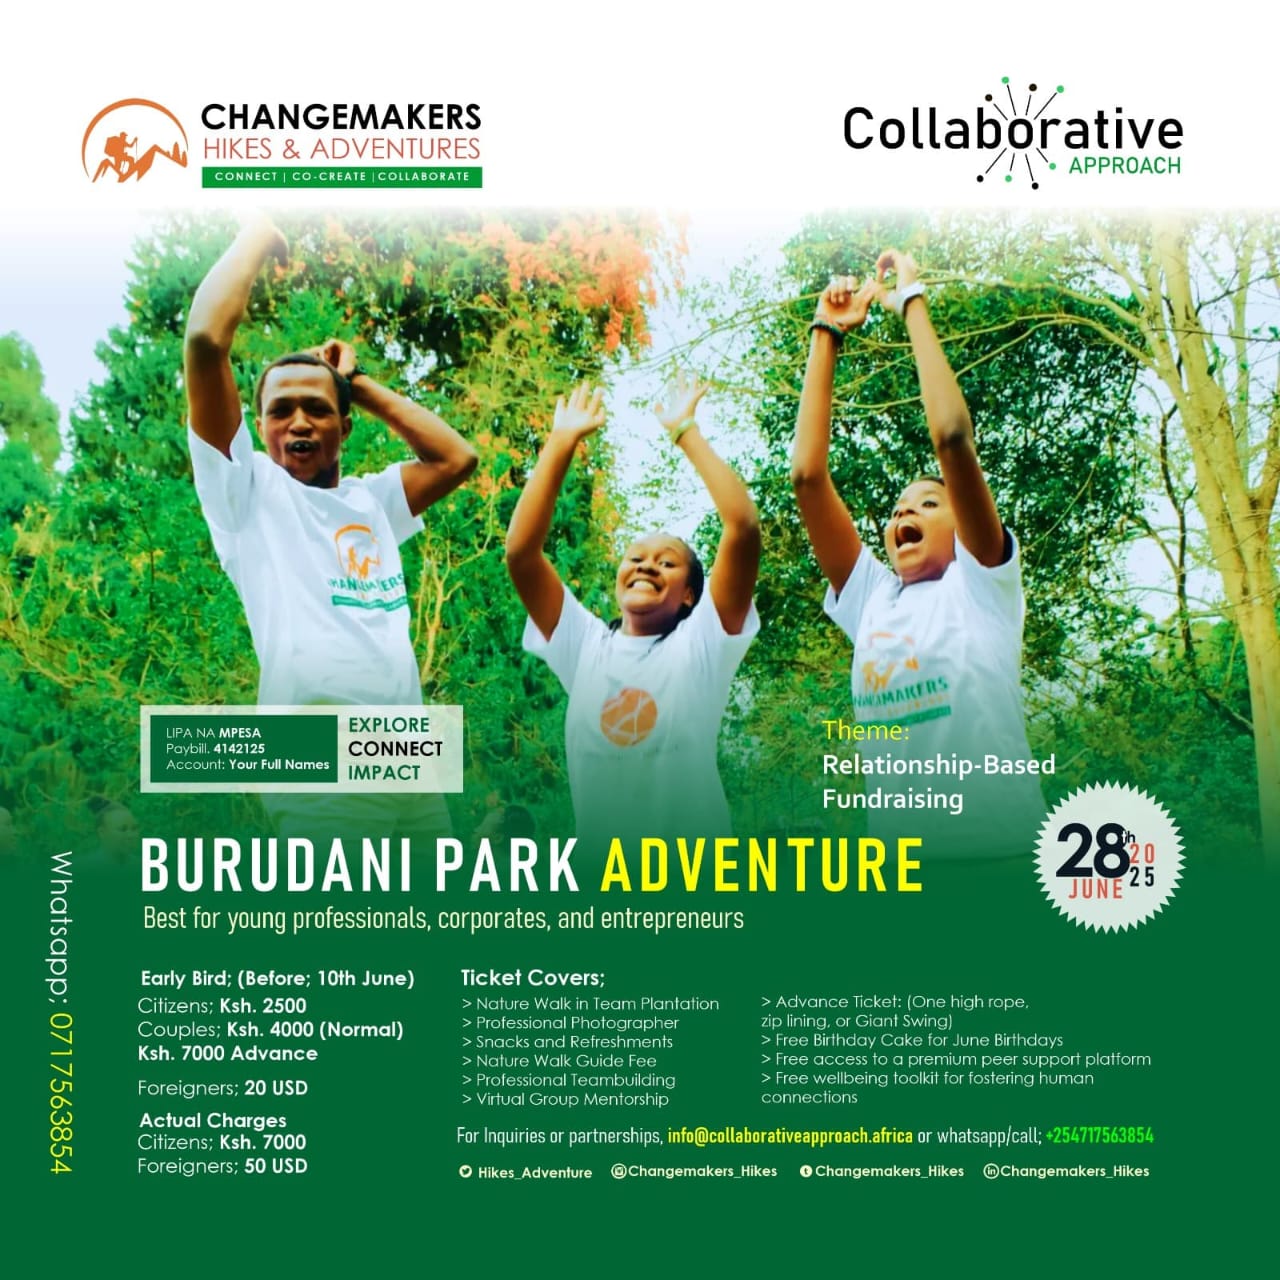 CHANGEMAKERS
HIKES & ADVENTURES
CONNECT | CO-CREATE | COLLABORATE
Collaborative
APPROACH
LIPA NA MPESA
Paybill. 4142125
Account: Your Full Names
EXPLORE
CONNECT
IMPACT
Theme:
Relationship-Based
Fundraising
28th
JUNE
20
25
BURUDANI PARK ADVENTURE
Best for young professionals, corporates, and entrepreneurs
Whatsapp; 0717563854
Early Bird; (Before; 10th June)
Citizens; Ksh. 2500
Couples; Ksh. 4000 (Normal)
Ksh. 7000 Advance
Foreigners; 20 USD
Actual Charges
Citizens; Ksh. 7000
Foreigners; 50 USD
Ticket Covers;
> Nature Walk in Team Plantation
> Professional Photographer
> Snacks and Refreshments
> Nature Walk Guide Fee
> Professional Teambuilding
> Virtual Group Mentorship
> Advance Ticket: (One high rope,
zip lining, or Giant Swing)
> Free Birthday Cake for June Birthdays
> Free access to a premium peer support platform
> Free wellbeing toolkit for fostering human
connections
For Inquiries or partnerships, info@collaborativeapproach.africa or whatsapp/call; +254717563854
Hikes_Adventure
Changemakers_Hikes
Changemakers_Hikes
Changemakers_Hikes